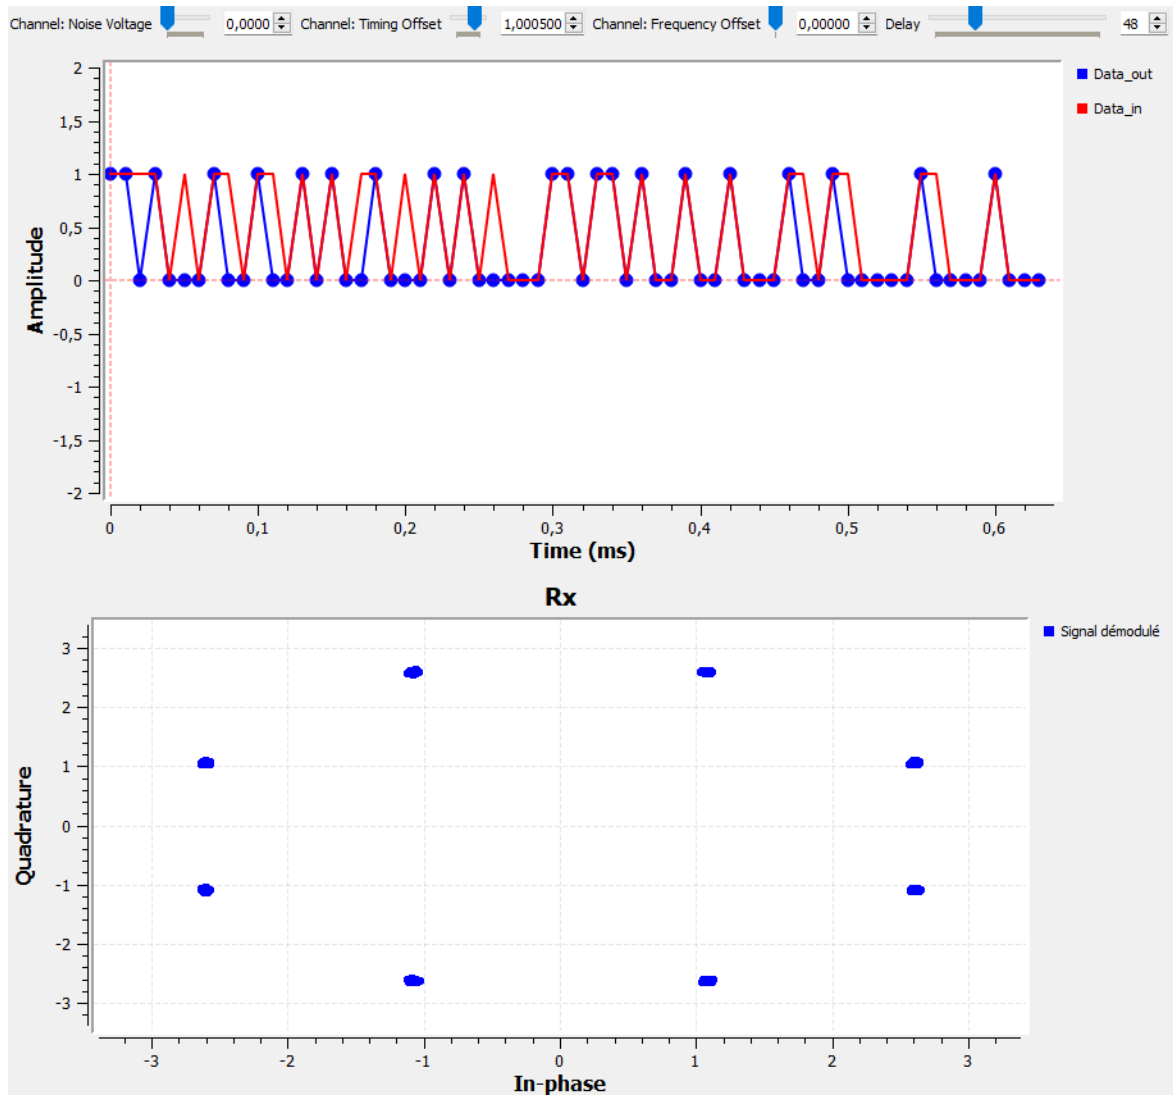 Channel: Noise Voltage 0,0000 Channel: Timing Offset 1,000500 Channel: Frequency Offset 0,00000 Delay 48
2
1,5
1
0,5
0
-0,5
-1
-1,5
-2
Amplitude
Data_out
Data_in
0 0,1 0,2 0,3 0,4 0,5 0,6
Time (ms)
Rx
3
2
1
0
-1
-2
-3
Quadrature
Signal démodulé
-3 -2 -1 0 1 2 3
In-phase